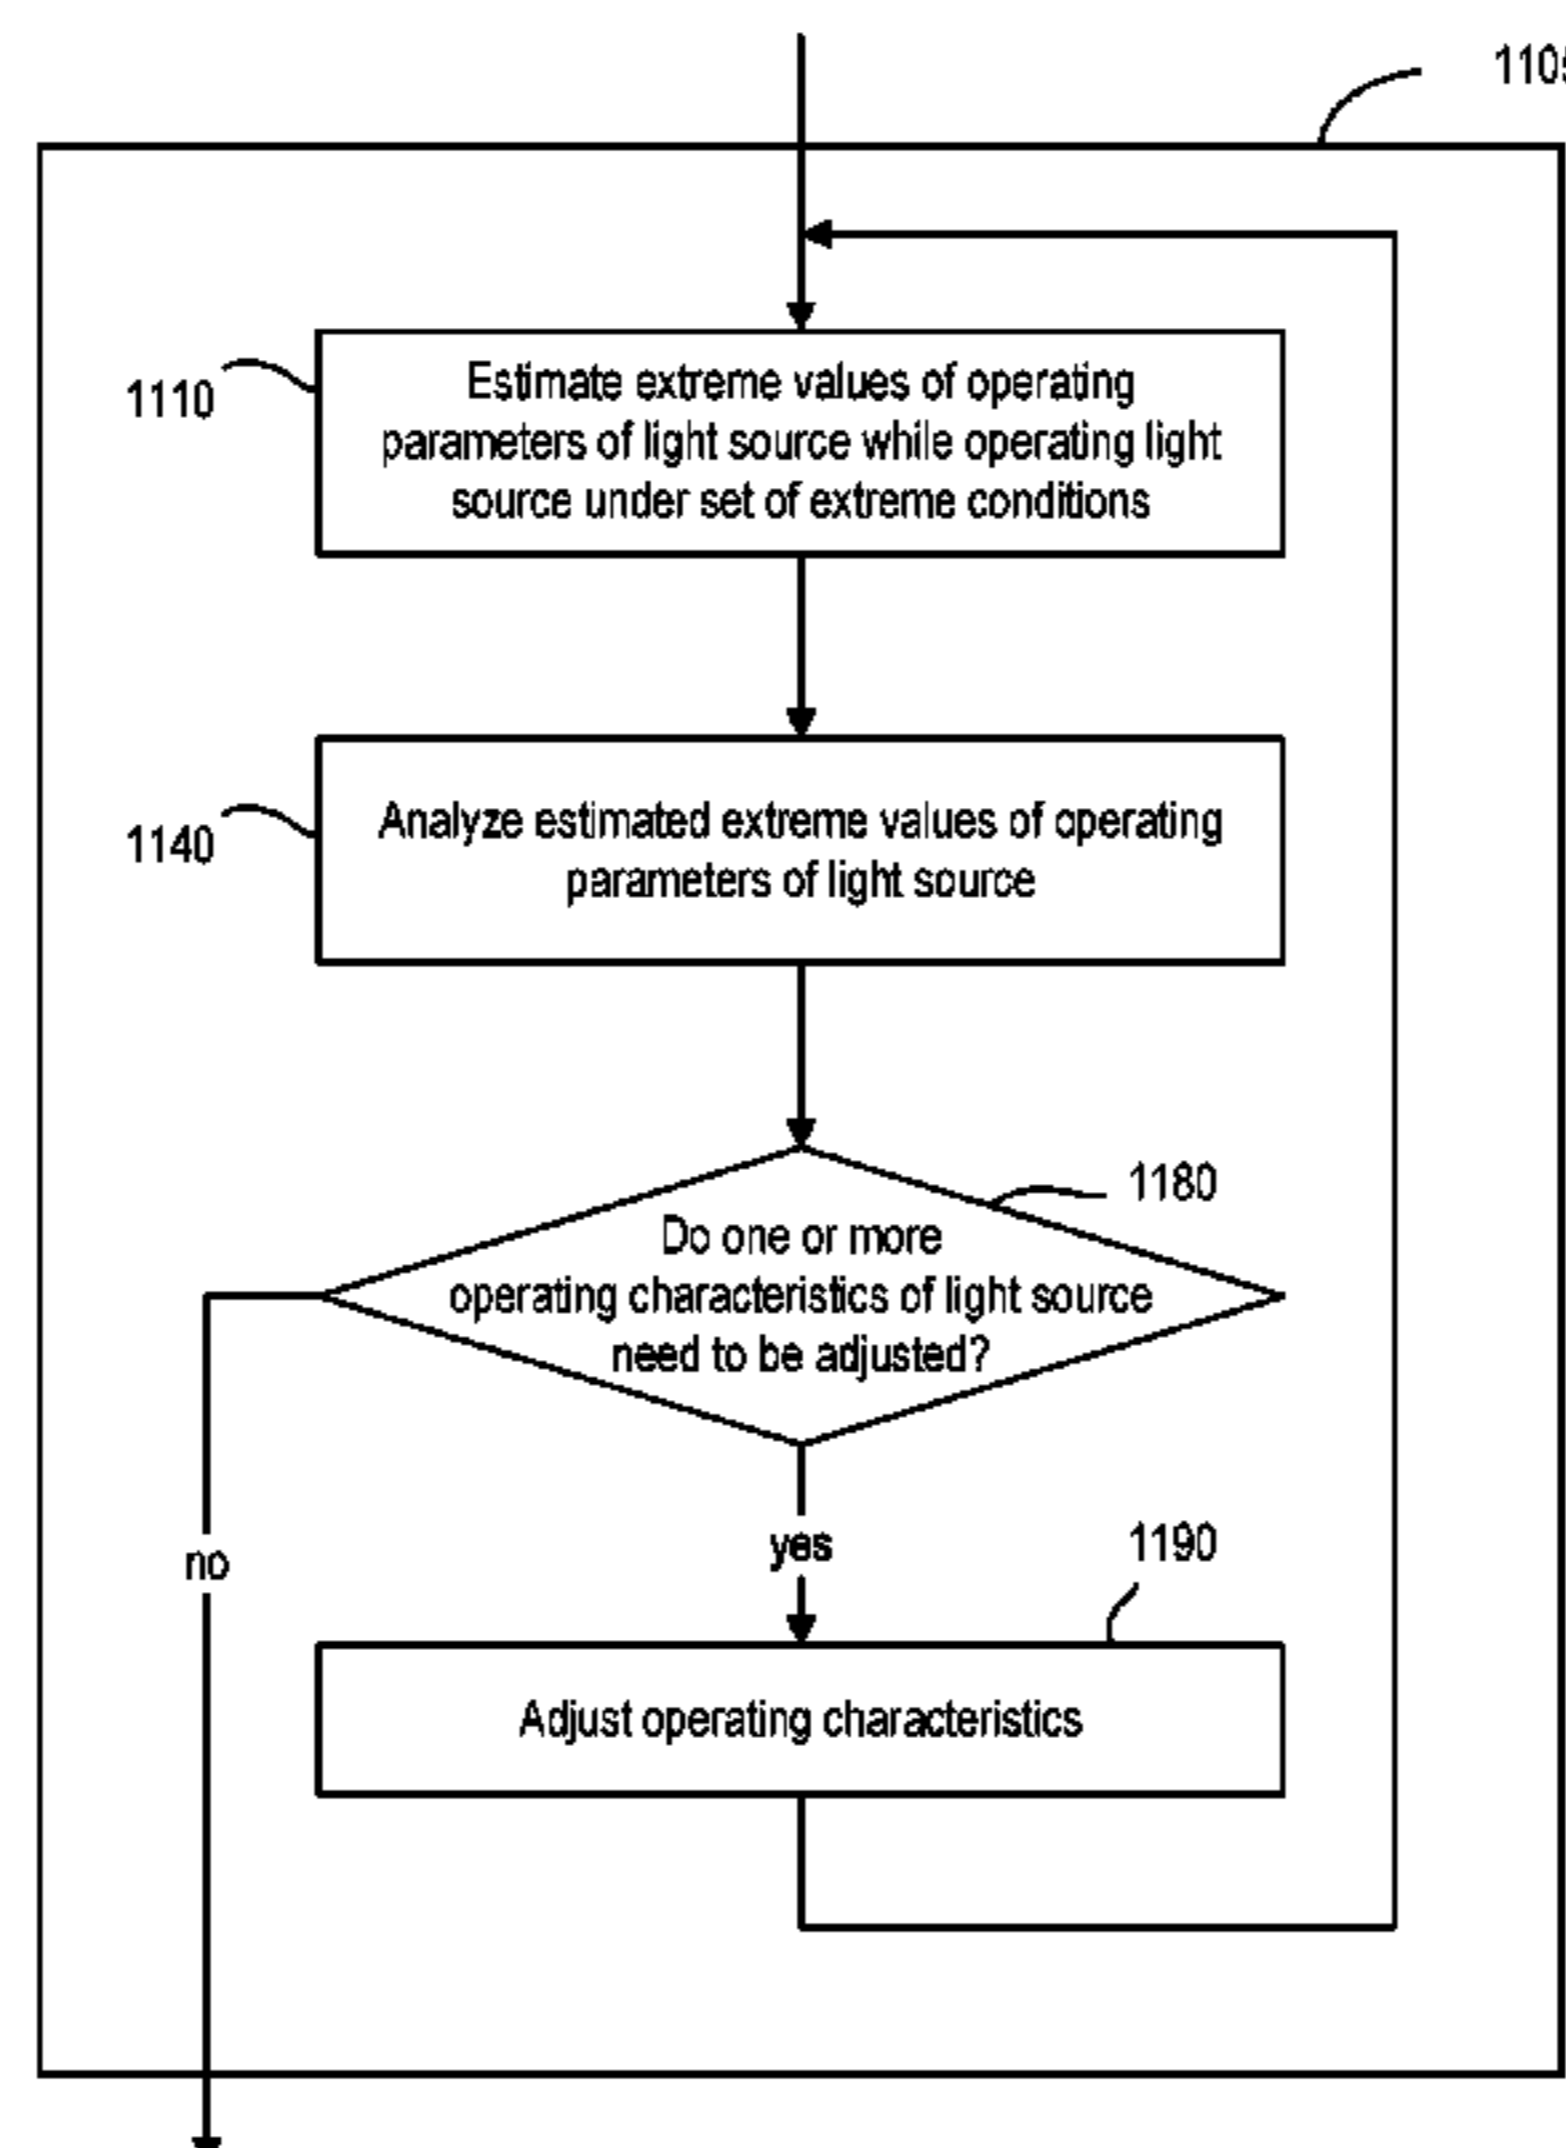 1105
1110
Estimate extreme values of operating
parameters of light source while operating light
source under set of extreme conditions
1140
Analyze estimated extreme values of operating
parameters of light source
1180
Do one or more
operating characteristics of light source
need to be adjusted?
no
yes
1190
Adjust operating characteristics